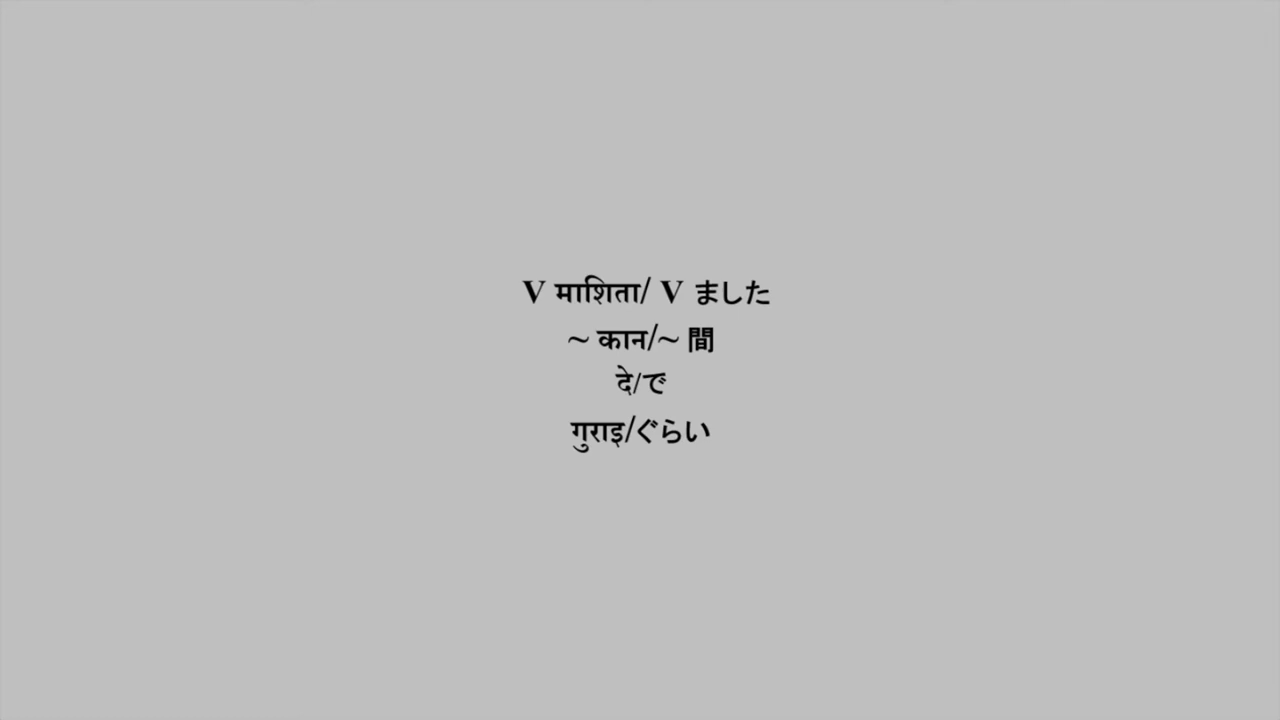 V माशिता/ V ました
~ कान/~ 間
दे/で
गुराइ/ぐらい